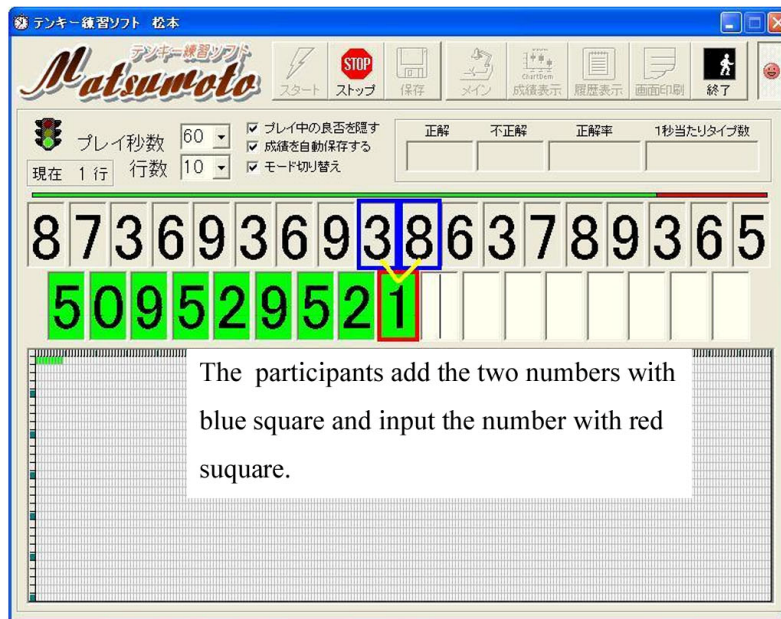 テンキー練習ソフト 松本
テンキー練習ソフト
Matsumoto
スタート
STOP
ストップ
保存
メイン
ChartItem
成績表示
履歴表示
画面印刷
終了
プレイ秒数 60
現在 1 行
行数 10
プレイ中の良否を隠す
成績を自動保存する
モード切り替え
正解 不正解 正解率 1秒当たりタイプ数
8 7 3 6 9 3 6 9 3 8 6 3 7 8 9 3 6 5
5 0 9 5 2 9 5 2 1
The participants add the two numbers with
blue square and input the number with red
suquare.